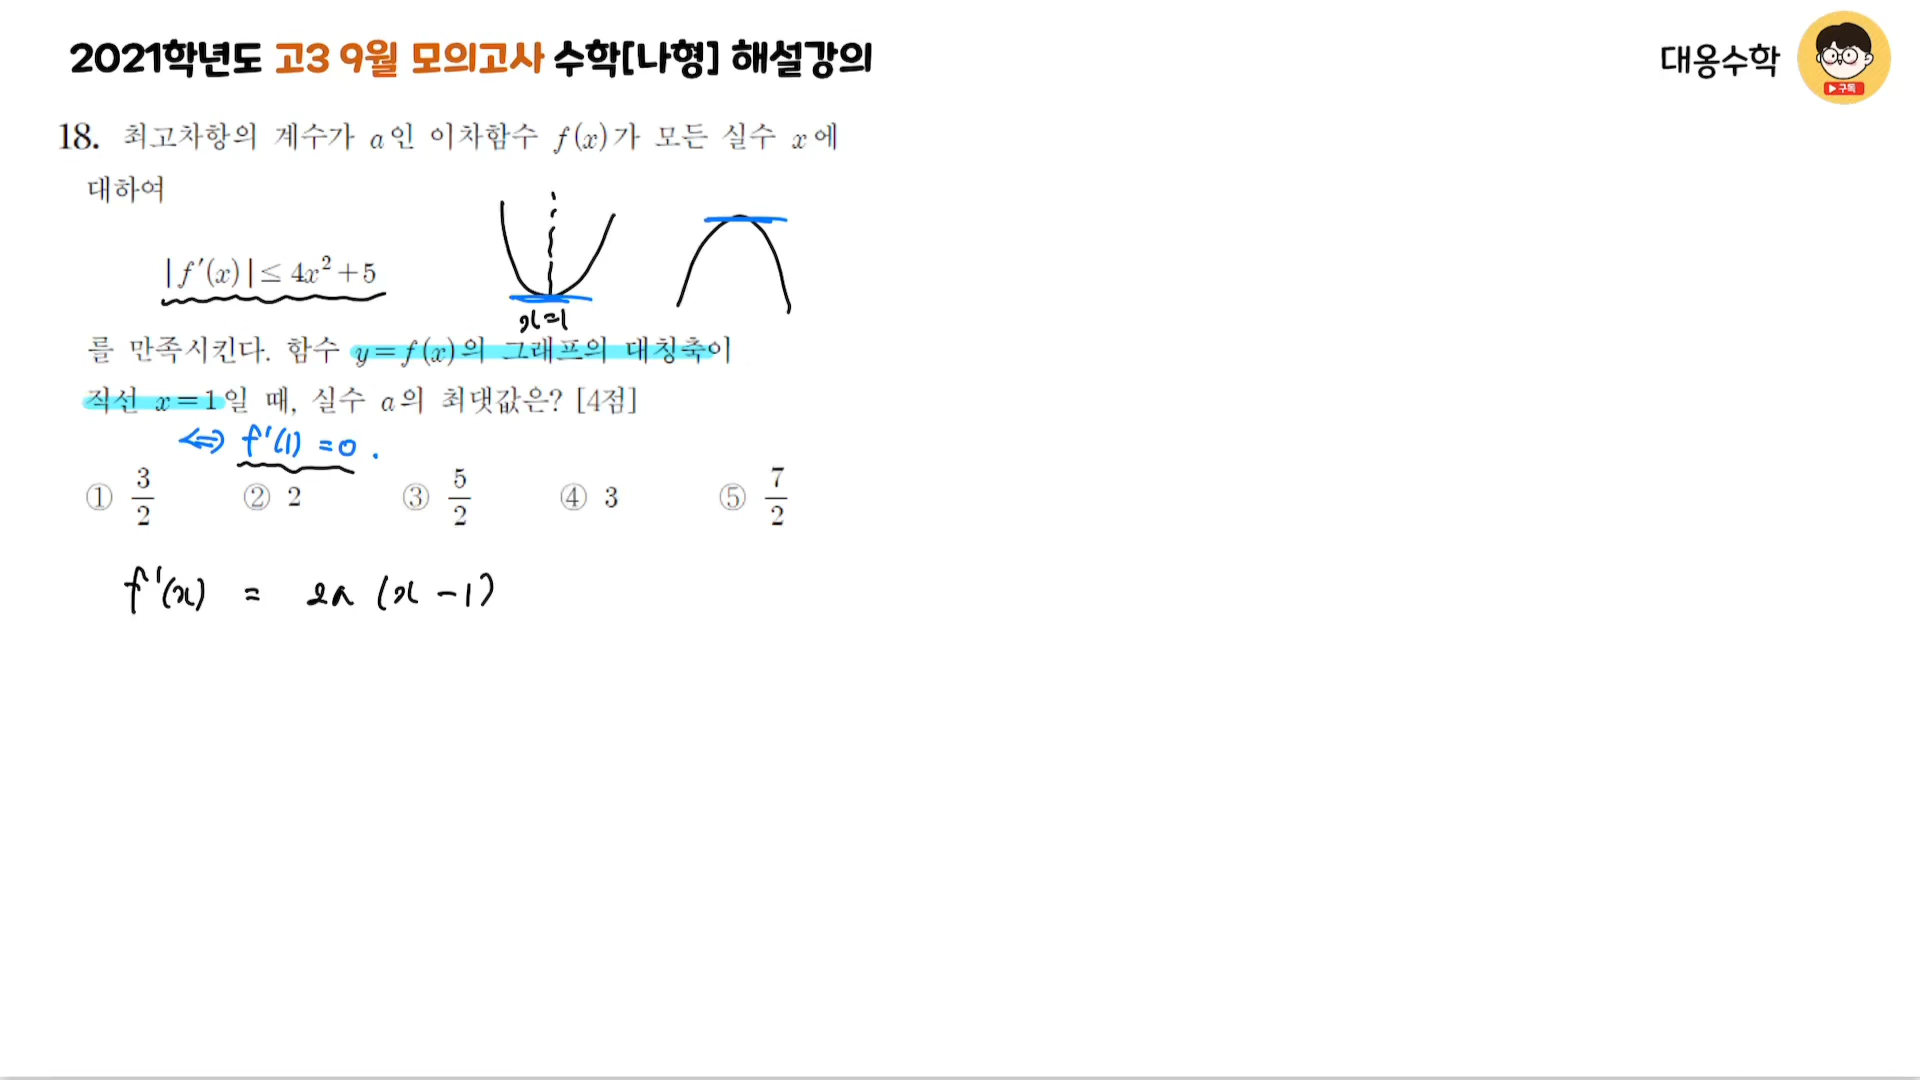 2021학년도 고3 9월 모의고사 수학[나형] 해설강의
대옹수학
구독
18. 최고차항의 계수가 a인 이차함수 f(x)가 모든 실수 x에
대하여
|f′(x)| ≤ 4x²+5
x=1
를 만족시킨다. 함수 y=f(x)의 그래프의 대칭축이
직선 x=1일 때, 실수 a의 최댓값은? [4점]
⇔ f′(1) = 0.
① 3/2 ② 2 ③ 5/2 ④ 3 ⑤ 7/2
f′(x) = 2a (x-1)